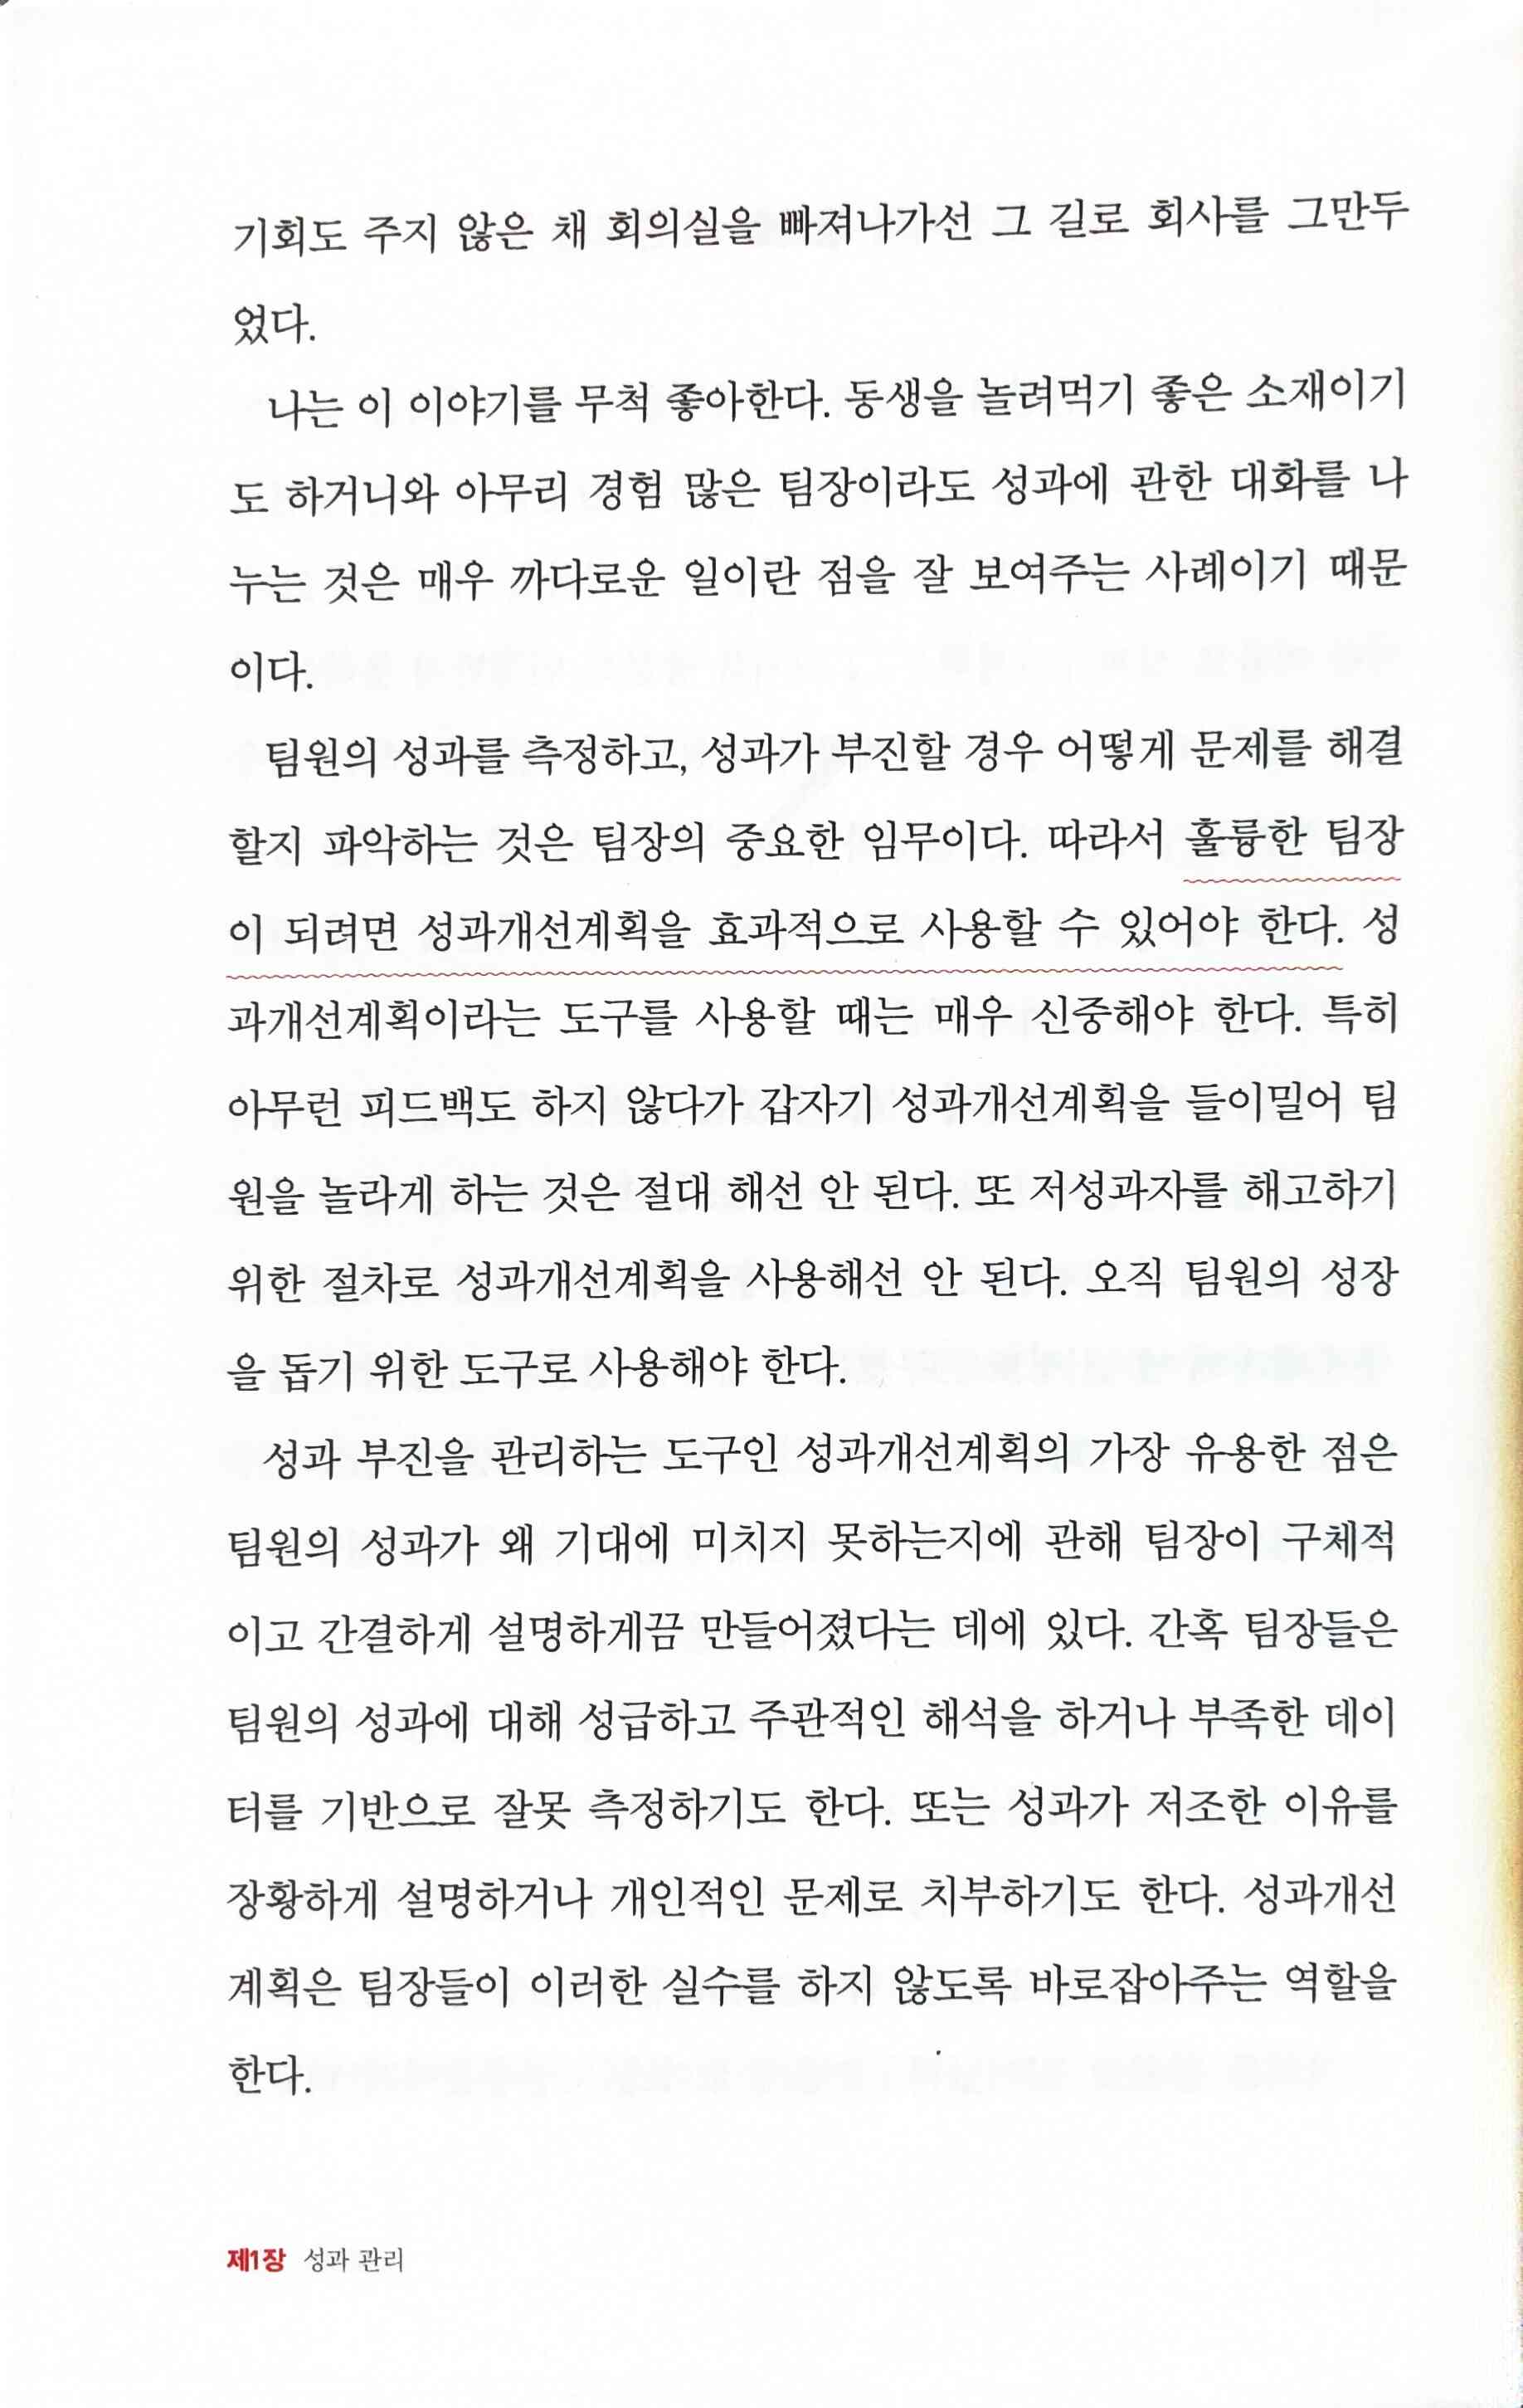 기회도 주지 않은 채 회의실을 빠져나가선 그 길로 회사를 그만두
었다.
나는 이 이야기를 무척 좋아한다. 동생을 놀려먹기 좋은 소재이기
도 하거니와 아무리 경험 많은 팀장이라도 성과에 관한 대화를 나
누는 것은 매우 까다로운 일이란 점을 잘 보여주는 사례이기 때문
이다.
팀원의 성과를 측정하고, 성과가 부진할 경우 어떻게 문제를 해결
할지 파악하는 것은 팀장의 중요한 임무이다. 따라서 훌륭한 팀장
이 되려면 성과개선계획을 효과적으로 사용할 수 있어야 한다. 성
과개선계획이라는 도구를 사용할 때는 매우 신중해야 한다. 특히
아무런 피드백도 하지 않다가 갑자기 성과개선계획을 들이밀어 팀
원을 놀라게 하는 것은 절대 해선 안 된다. 또 저성과자를 해고하기
위한 절차로 성과개선계획을 사용해선 안 된다. 오직 팀원의 성장
을 돕기 위한 도구로 사용해야 한다.
성과 부진을 관리하는 도구인 성과개선계획의 가장 유용한 점은
팀원의 성과가 왜 기대에 미치지 못하는지에 관해 팀장이 구체적
이고 간결하게 설명하게끔 만들어졌다는 데에 있다. 간혹 팀장들은
팀원의 성과에 대해 성급하고 주관적인 해석을 하거나 부족한 데이
터를 기반으로 잘못 측정하기도 한다. 또는 성과가 저조한 이유를
장황하게 설명하거나 개인적인 문제로 치부하기도 한다. 성과개선
계획은 팀장들이 이러한 실수를 하지 않도록 바로잡아주는 역할을
한다.
제1장 성과 관리